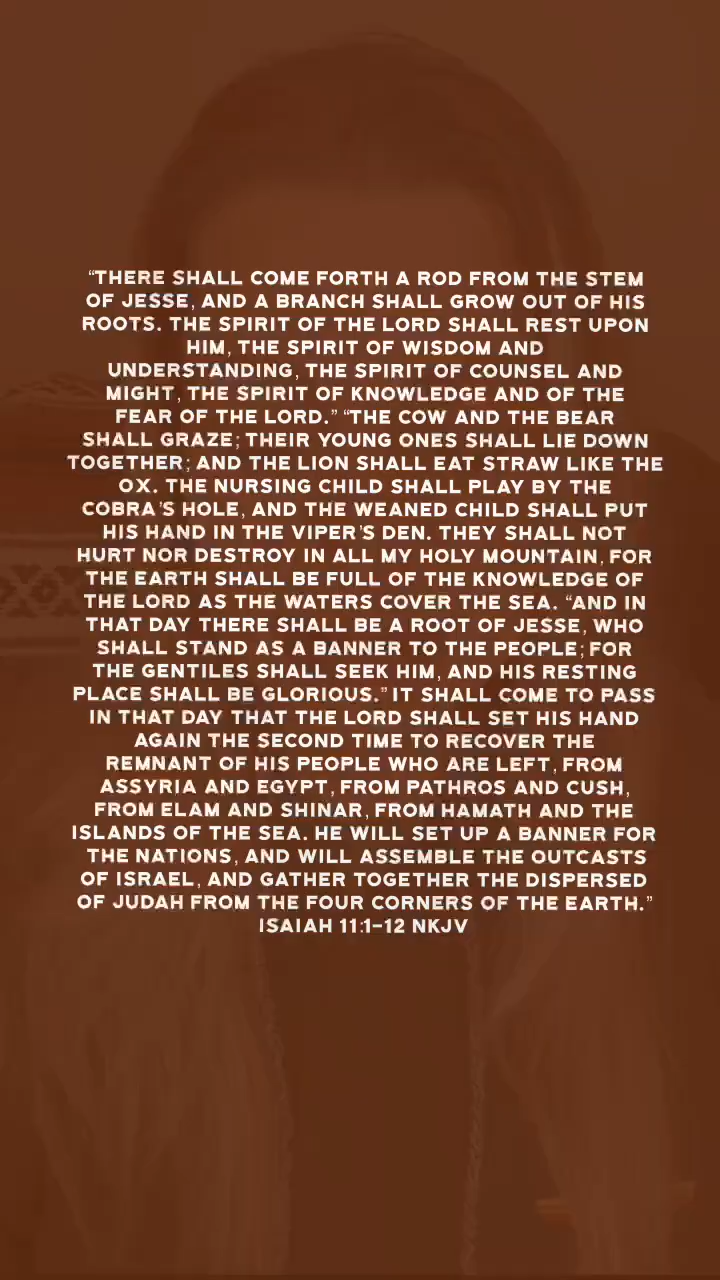 “THERE SHALL COME FORTH A ROD FROM THE STEM
OF JESSE, AND A BRANCH SHALL GROW OUT OF HIS
ROOTS. THE SPIRIT OF THE LORD SHALL REST UPON
HIM, THE SPIRIT OF WISDOM AND
UNDERSTANDING, THE SPIRIT OF COUNSEL AND
MIGHT, THE SPIRIT OF KNOWLEDGE AND OF THE
FEAR OF THE LORD.” “THE COW AND THE BEAR
SHALL GRAZE; THEIR YOUNG ONES SHALL LIE DOWN
TOGETHER; AND THE LION SHALL EAT STRAW LIKE THE
OX. THE NURSING CHILD SHALL PLAY BY THE
COBRA’S HOLE, AND THE WEANED CHILD SHALL PUT
HIS HAND IN THE VIPER’S DEN. THEY SHALL NOT
HURT NOR DESTROY IN ALL MY HOLY MOUNTAIN, FOR
THE EARTH SHALL BE FULL OF THE KNOWLEDGE OF
THE LORD AS THE WATERS COVER THE SEA. “AND IN
THAT DAY THERE SHALL BE A ROOT OF JESSE, WHO
SHALL STAND AS A BANNER TO THE PEOPLE; FOR
THE GENTILES SHALL SEEK HIM, AND HIS RESTING
PLACE SHALL BE GLORIOUS.” IT SHALL COME TO PASS
IN THAT DAY THAT THE LORD SHALL SET HIS HAND
AGAIN THE SECOND TIME TO RECOVER THE
REMNANT OF HIS PEOPLE WHO ARE LEFT, FROM
ASSYRIA AND EGYPT, FROM PATHROS AND CUSH,
FROM ELAM AND SHINAR, FROM HAMATH AND THE
ISLANDS OF THE SEA. HE WILL SET UP A BANNER FOR
THE NATIONS, AND WILL ASSEMBLE THE OUTCASTS
OF ISRAEL, AND GATHER TOGETHER THE DISPERSED
OF JUDAH FROM THE FOUR CORNERS OF THE EARTH.”
ISAIAH 11:1-12 NKJV